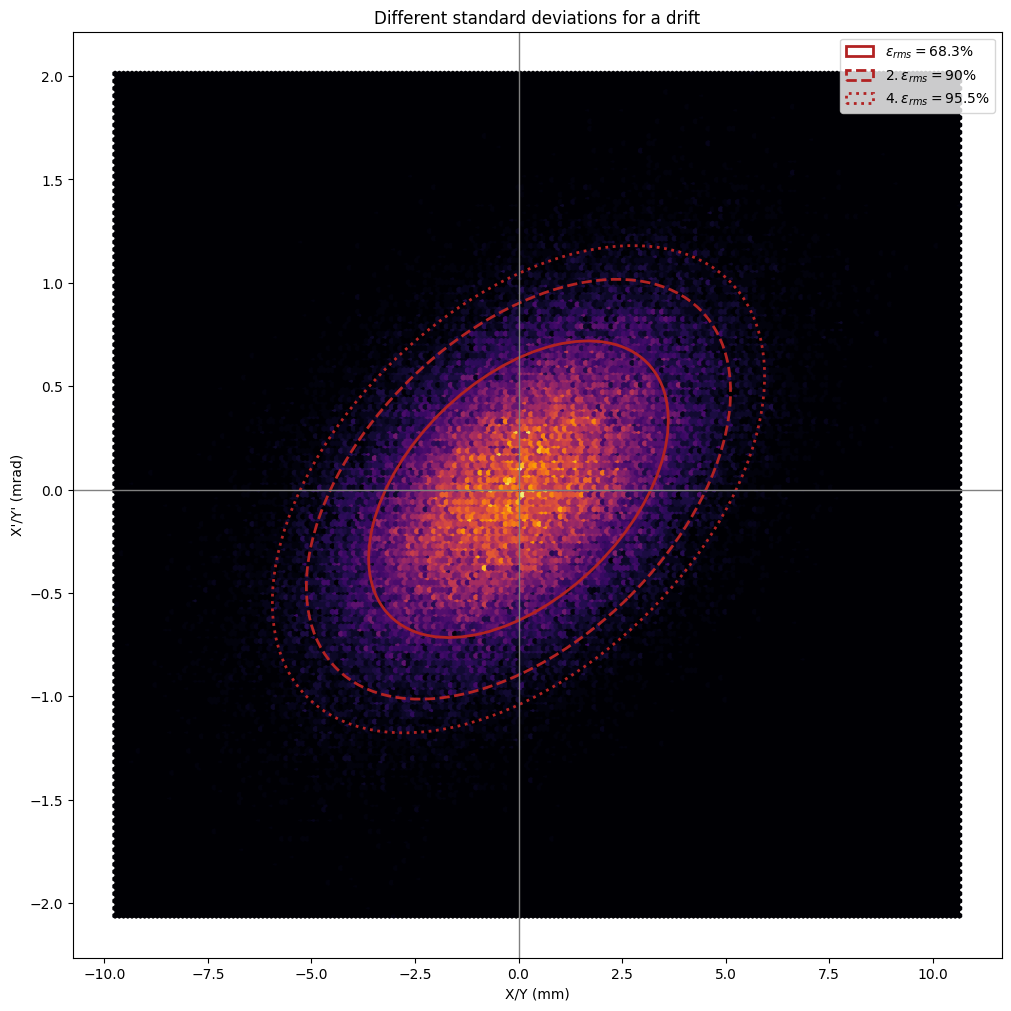 Different standard deviations for a drift
ε_rms = 68.3%
2.ε_rms = 90%
4.ε_rms = 95.5%
2.0
1.5
1.0
0.5
0.0
−0.5
−1.0
−1.5
−2.0
X'/Y' (mrad)
−10.0 −7.5 −5.0 −2.5 0.0 2.5 5.0 7.5 10.0
X/Y (mm)